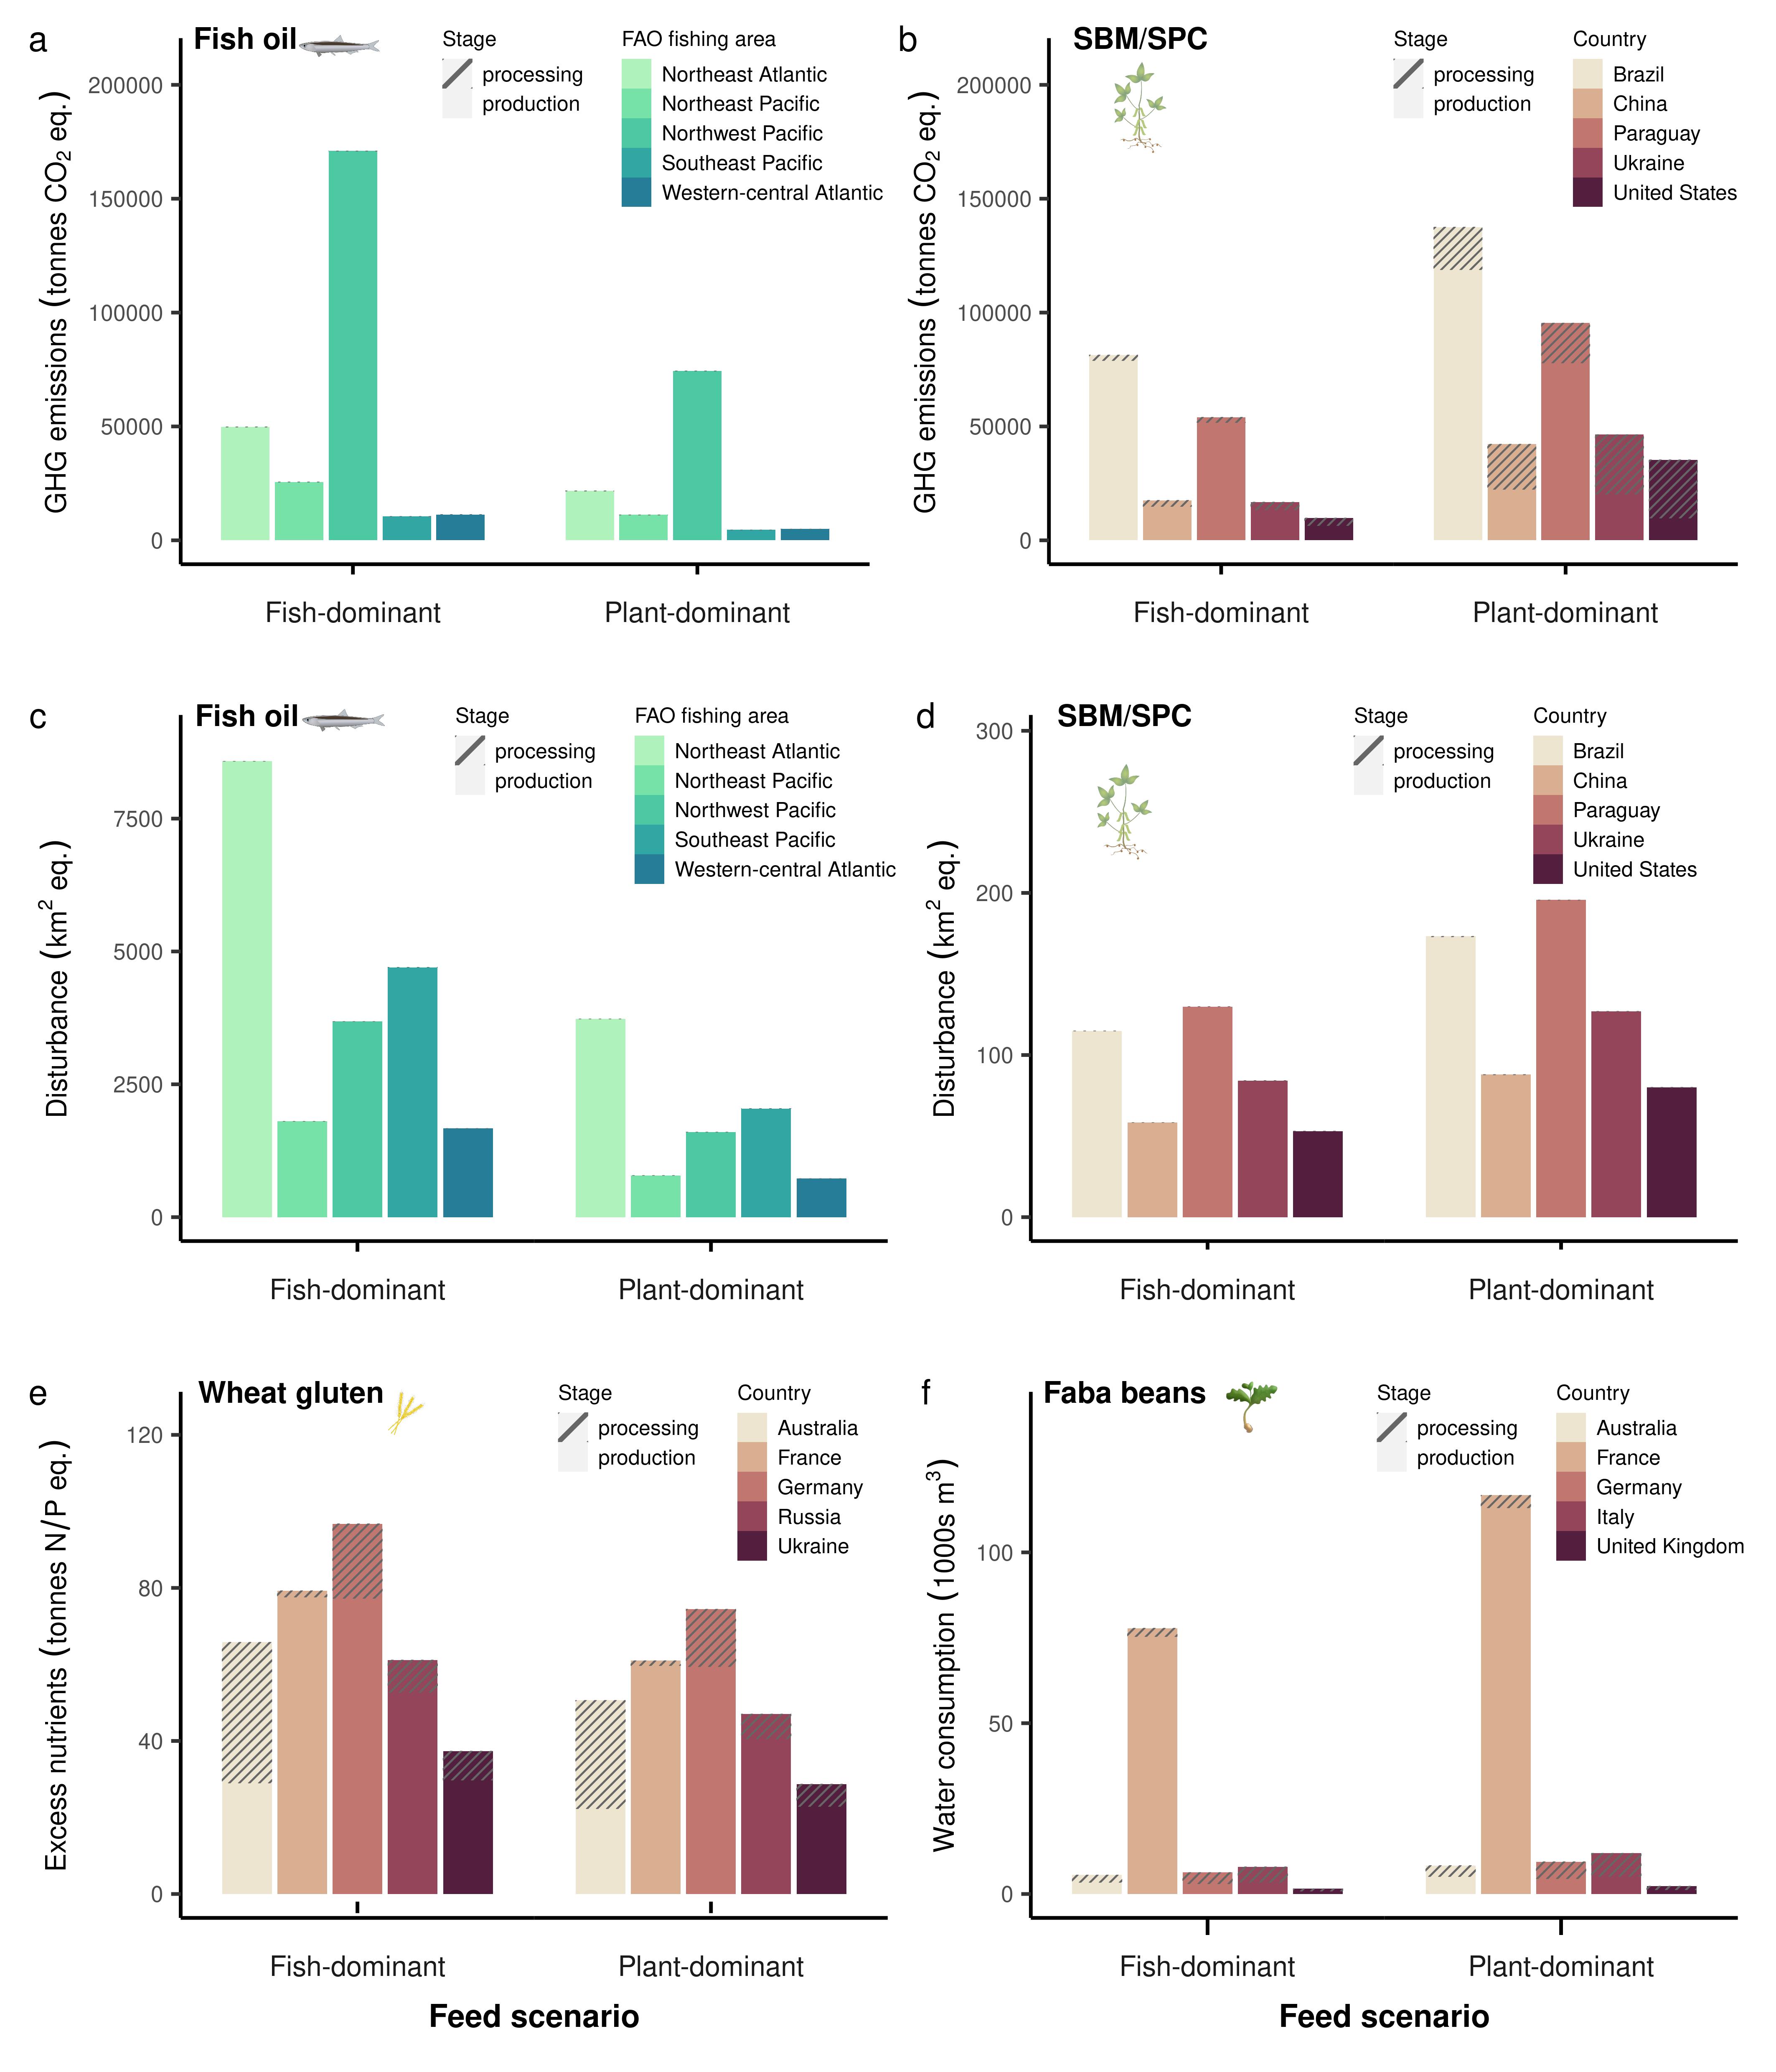 a
Fish oil
Stage
processing
production
FAO fishing area
Northeast Atlantic
Northeast Pacific
Northwest Pacific
Southeast Pacific
Western-central Atlantic
GHG emissions (tonnes CO2 eq.)
200000
150000
100000
50000
0
Fish-dominant
Plant-dominant
b
SBM/SPC
Stage
processing
production
Country
Brazil
China
Paraguay
Ukraine
United States
GHG emissions (tonnes CO2 eq.)
200000
150000
100000
50000
0
Fish-dominant
Plant-dominant
c
Fish oil
Stage
processing
production
FAO fishing area
Northeast Atlantic
Northeast Pacific
Northwest Pacific
Southeast Pacific
Western-central Atlantic
Disturbance (km2 eq.)
7500
5000
2500
0
Fish-dominant
Plant-dominant
d
SBM/SPC
Stage
processing
production
Country
Brazil
China
Paraguay
Ukraine
United States
Disturbance (km2 eq.)
300
200
100
0
Fish-dominant
Plant-dominant
e
Wheat gluten
Stage
processing
production
Country
Australia
France
Germany
Russia
Ukraine
Excess nutrients (tonnes N/P eq.)
120
80
40
0
Fish-dominant
Plant-dominant
Feed scenario
f
Faba beans
Stage
processing
production
Country
Australia
France
Germany
Italy
United Kingdom
Water consumption (1000s m3)
100
50
0
Fish-dominant
Plant-dominant
Feed scenario